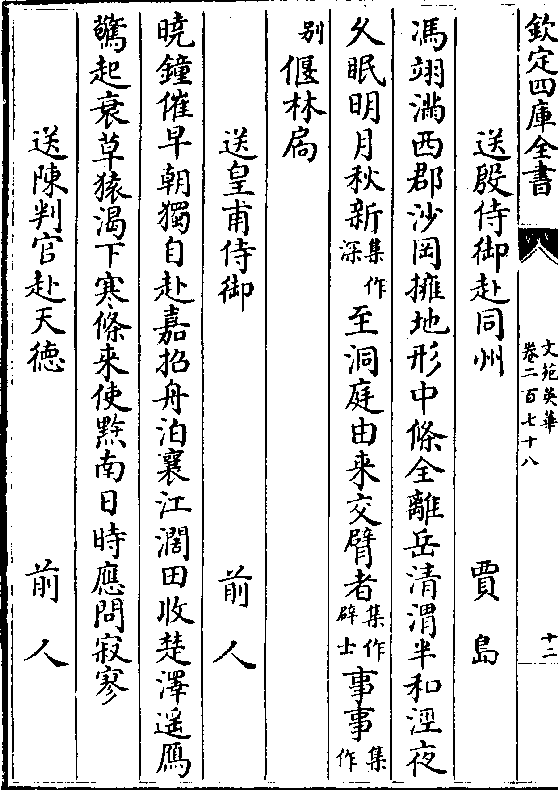 欽定四庫全書
文苑英華
卷二百七十八
十二
送殷侍御赴同州　賈島
馮翊滿西郡沙岡擁地形中條全離岳清渭半和涇夜
久眠明月秋新集作深至洞庭由来交臂者集作辟士事事集作
别偃林扃
送皇甫侍御　前人
曉鐘催早朝獨自赴嘉招舟泊襄江濶田收楚澤遥鴈
驚起衰草猿渴下寒條来使黔南日時應問寂寥
送陳判官赴天德　前人